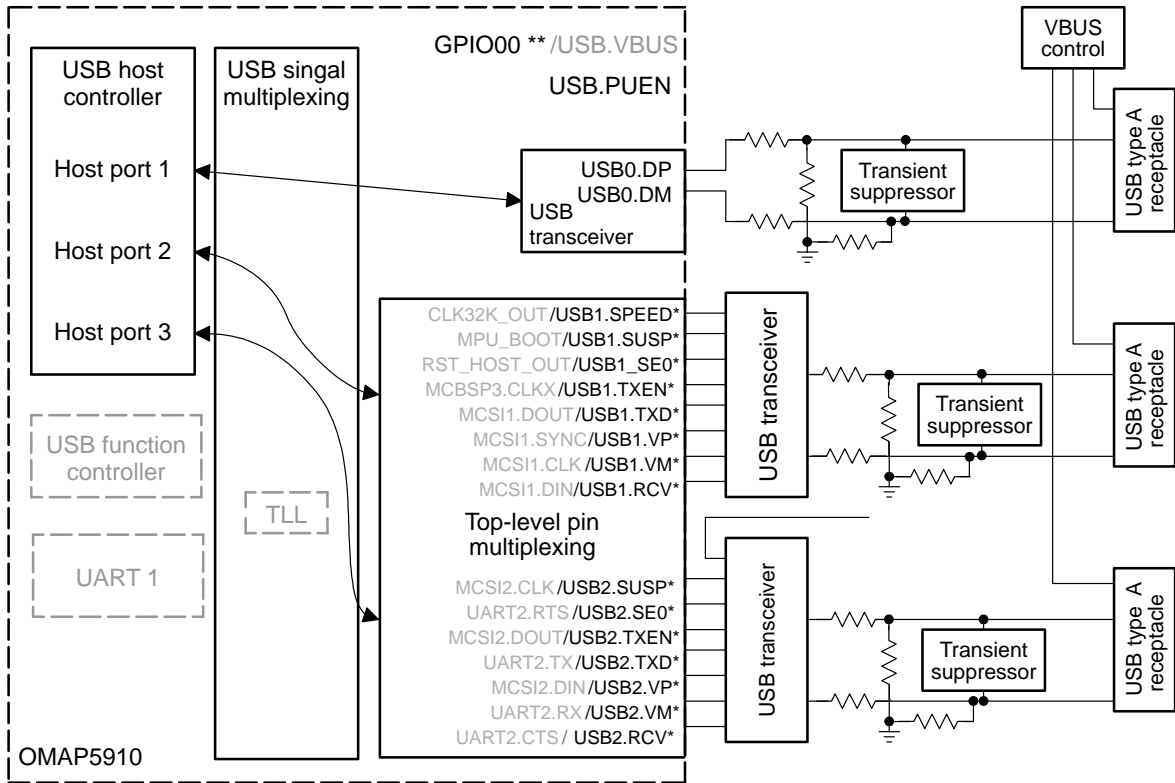 GPIO00 ** /USB.VBUS
USB.PUEN
VBUS
control
USB host
controller
Host port 1
Host port 2
Host port 3
USB singal
multiplexing
USB0.DP
USB0.DM
USB
transceiver
Transient
suppressor
USB type A
receptacle
CLK32K_OUT/USB1.SPEED*
MPU_BOOT/USB1.SUSP*
RST_HOST_OUT/USB1_SE0*
MCBSP3.CLKX/USB1.TXEN*
MCSI1.DOUT/USB1.TXD*
MCSI1.SYNC/USB1.VP*
MCSI1.CLK/USB1.VM*
MCSI1.DIN/USB1.RCV*
USB transceiver
Transient
suppressor
USB type A
receptacle
USB function
controller
TLL
UART 1
Top-level pin
multiplexing
MCSI2.CLK/USB2.SUSP*
UART2.RTS/USB2.SE0*
MCSI2.DOUT/USB2.TXEN*
UART2.TX/USB2.TXD*
MCSI2.DIN/USB2.VP*
UART2.RX/USB2.VM*
UART2.CTS/ USB2.RCV*
USB transceiver
Transient
suppressor
USB type A
receptacle
OMAP5910